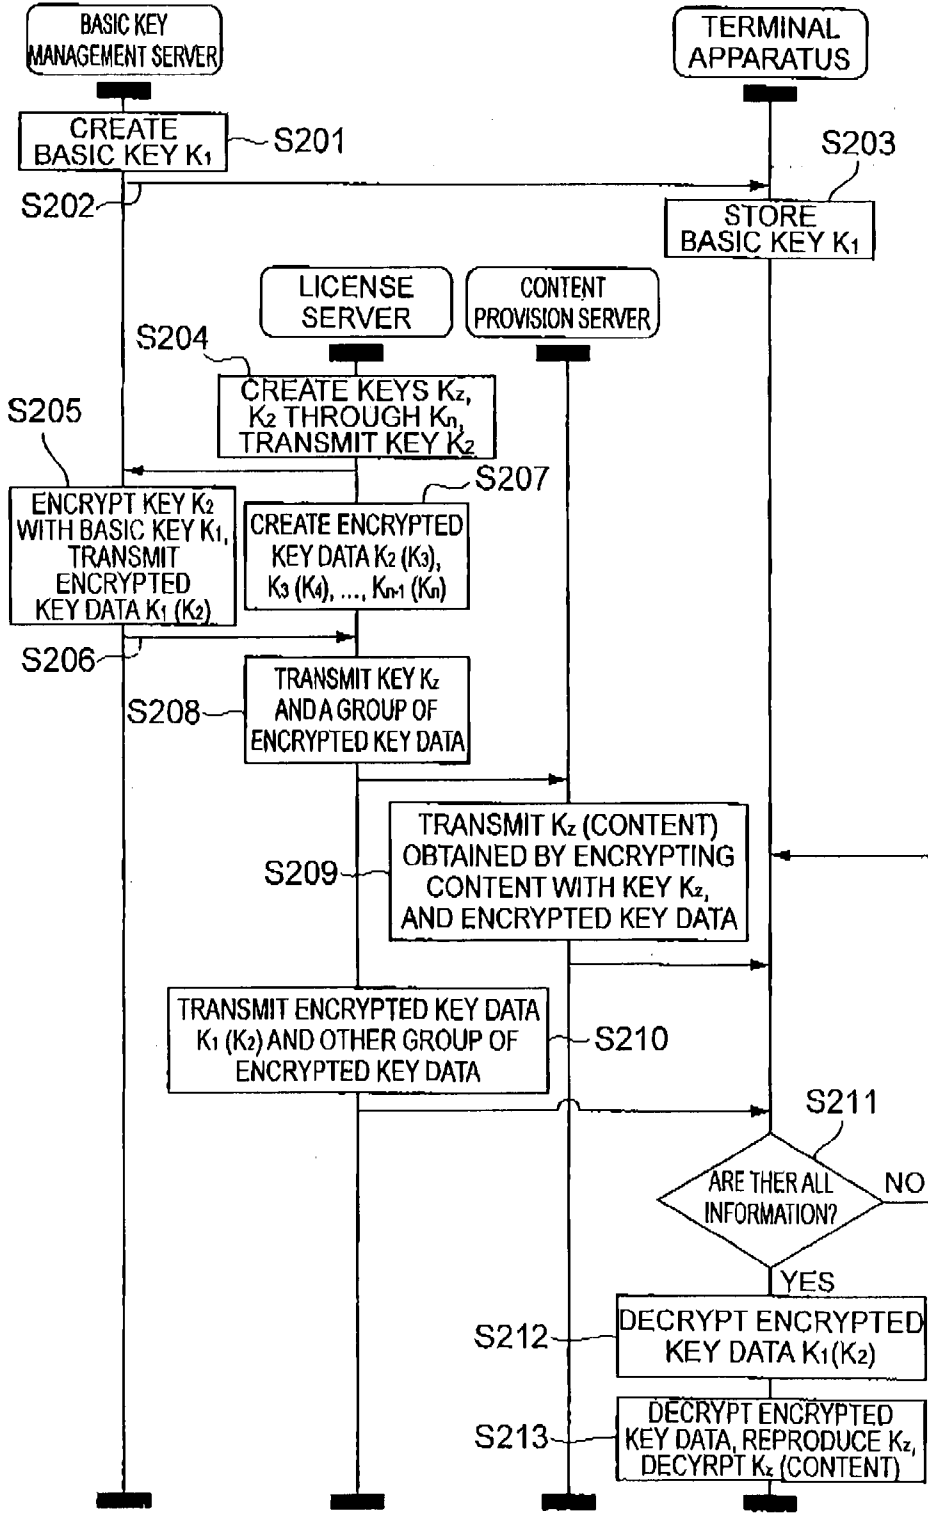 BASIC KEY
MANAGEMENT SERVER
TERMINAL
APPARATUS
CREATE
BASIC KEY K1
S201
S202
S203
STORE
BASIC KEY K1
LICENSE
SERVER
CONTENT
PROVISION SERVER
S204
CREATE KEYS Kz,
K2 THROUGH Kn,
TRANSMIT KEY K2
S205
ENCRYPT KEY K2
WITH BASIC KEY K1,
TRANSMIT
ENCRYPTED
KEY DATA K1 (K2)
S207
CREATE ENCRYPTED
KEY DATA K2 (K3),
K3 (K4), ..., Kn-1 (Kn)
S206
S208
TRANSMIT KEY Kz
AND A GROUP OF
ENCRYPTED KEY DATA
S209
TRANSMIT Kz (CONTENT)
OBTAINED BY ENCRYPTING
CONTENT WITH KEY Kz,
AND ENCRYPTED KEY DATA
TRANSMIT ENCRYPTED KEY DATA
K1 (K2) AND OTHER GROUP OF
ENCRYPTED KEY DATA
S210
S211
ARE THER ALL
INFORMATION?
NO
YES
S212
DECRYPT ENCRYPTED
KEY DATA K1(K2)
S213
DECRYPT ENCRYPTED
KEY DATA, REPRODUCE Kz,
DECYRPT Kz (CONTENT)